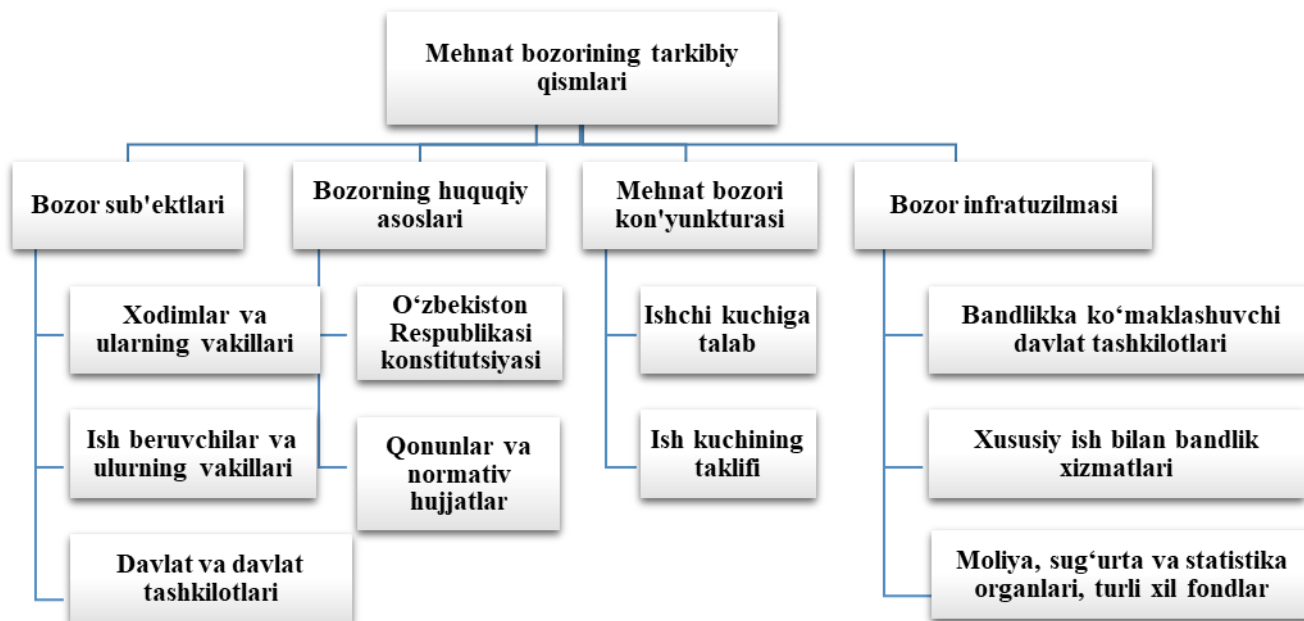 Mehnat bozorining tarkibiy
qismlari
Bozor sub'ektlari
Xodimlar va
ularning vakillari
Ish beruvchilar va
ulurning vakillari
Davlat va davlat
tashkilotlari
Bozorning huquqiy
asoslari
O‘zbekiston
Respublikasi
konstitutsiyasi
Qonunlar va
normativ
hujjatlar
Mehnat bozori
kon'yunkturasi
Ishchi kuchiga
talab
Ish kuchining
taklifi
Bozor infratuzilmasi
Bandlikka ko‘maklashuvchi
davlat tashkilotlari
Xususiy ish bilan bandlik
xizmatlari
Moliya, sug‘urta va statistika
organlari, turli xil fondlar